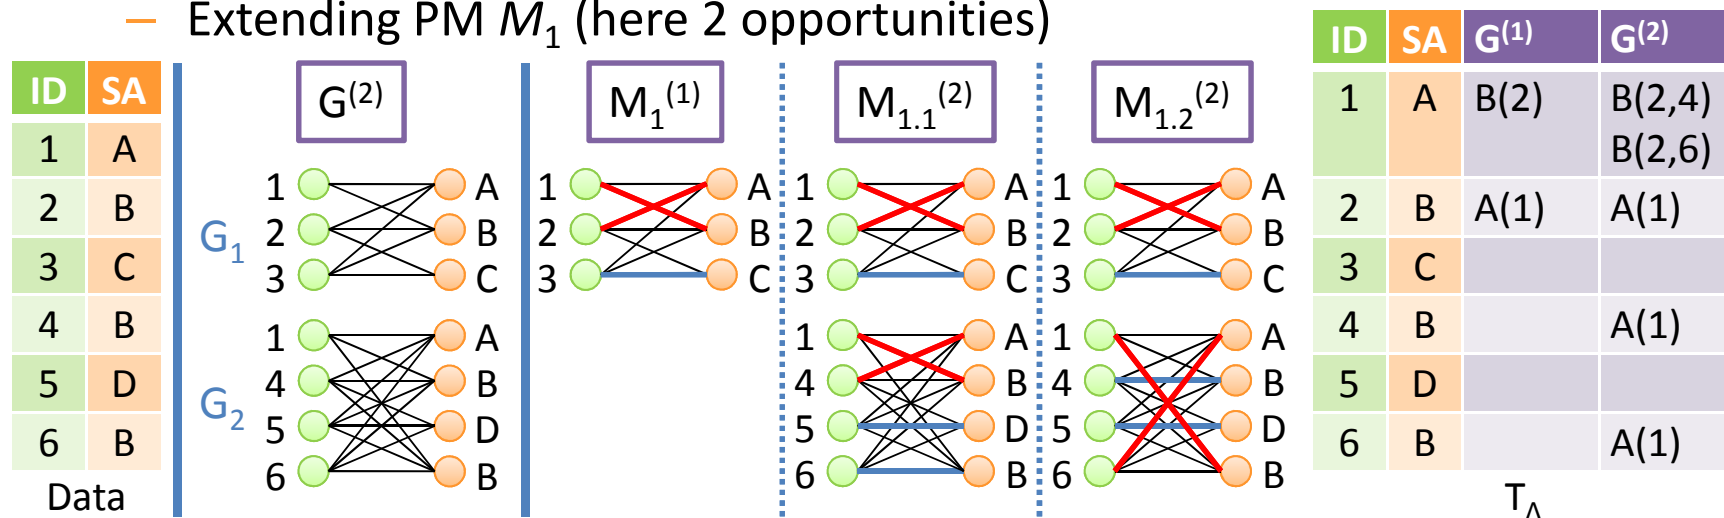 – Extending PM M₁ (here 2 opportunities)
ID SA
1 A
2 B
3 C
4 B
5 D
6 B
Data
G⁽²⁾
G₁
1 A
2 B
3 C
G₂
1 A
4 B
5 D
6 B
M₁⁽¹⁾
1 A
2 B
3 C
M₁.₁⁽²⁾
1 A
2 B
3 C
1 A
4 B
5 D
6 B
M₁.₂⁽²⁾
1 A
2 B
3 C
1 A
4 B
5 D
6 B
ID SA G⁽¹⁾ G⁽²⁾
1 A B(2) B(2,4)
B(2,6)
2 B A(1) A(1)
3 C
4 B A(1)
5 D
6 B A(1)
T_Λ